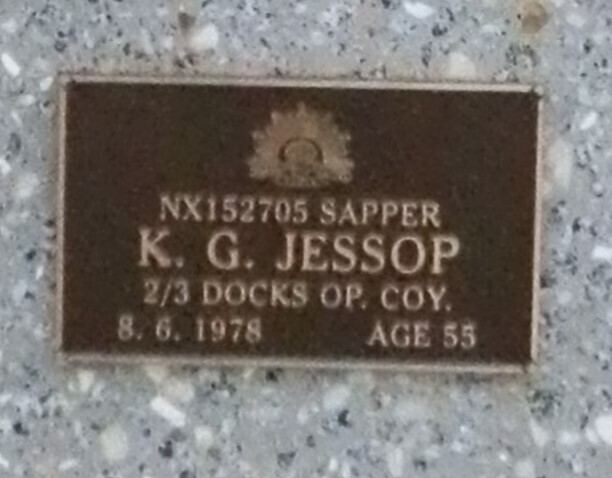 NX152705 SAPPER
K. G. JESSOP
2/3 DOCKS OP. COY.
8. 6. 1978 AGE 55